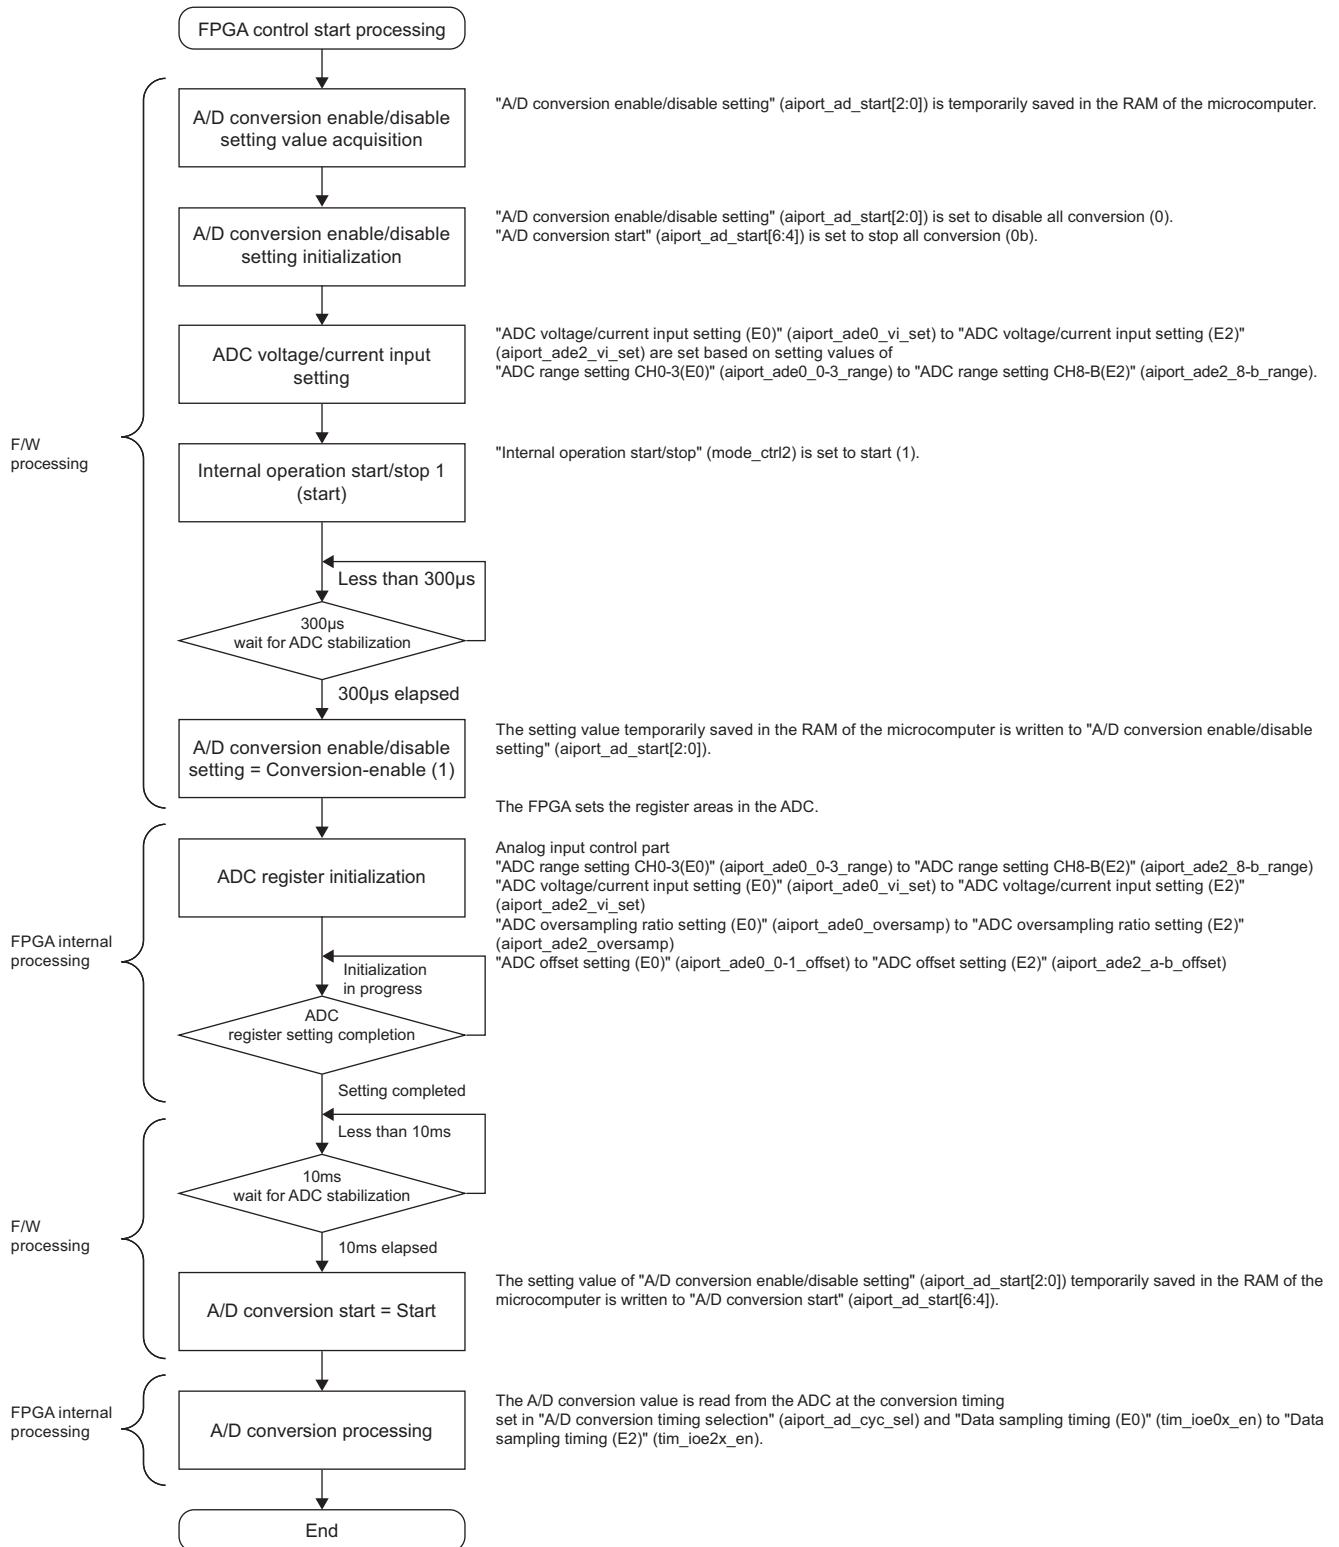 FPGA control start processing
A/D conversion enable/disable
setting value acquisition
"A/D conversion enable/disable setting" (aiport_ad_start[2:0]) is temporarily saved in the RAM of the microcomputer.
A/D conversion enable/disable
setting initialization
"A/D conversion enable/disable setting" (aiport_ad_start[2:0]) is set to disable all conversion (0).
"A/D conversion start" (aiport_ad_start[6:4]) is set to stop all conversion (0b).
ADC voltage/current input
setting
"ADC voltage/current input setting (E0)" (aiport_ade0_vi_set) to "ADC voltage/current input setting (E2)"
(aiport_ade2_vi_set) are set based on setting values of
"ADC range setting CH0-3(E0)" (aiport_ade0_0-3_range) to "ADC range setting CH8-B(E2)" (aiport_ade2_8-b_range).
F/W
processing
Internal operation start/stop 1
(start)
"Internal operation start/stop" (mode_ctrl2) is set to start (1).
Less than 300μs
300μs
wait for ADC stabilization
300μs elapsed
A/D conversion enable/disable
setting = Conversion-enable (1)
The setting value temporarily saved in the RAM of the microcomputer is written to "A/D conversion enable/disable
setting" (aiport_ad_start[2:0]).
The FPGA sets the register areas in the ADC.
ADC register initialization
Analog input control part
"ADC range setting CH0-3(E0)" (aiport_ade0_0-3_range) to "ADC range setting CH8-B(E2)" (aiport_ade2_8-b_range)
"ADC voltage/current input setting (E0)" (aiport_ade0_vi_set) to "ADC voltage/current input setting (E2)"
(aiport_ade2_vi_set)
"ADC oversampling ratio setting (E0)" (aiport_ade0_oversamp) to "ADC oversampling ratio setting (E2)"
(aiport_ade2_oversamp)
"ADC offset setting (E0)" (aiport_ade0_0-1_offset) to "ADC offset setting (E2)" (aiport_ade2_a-b_offset)
FPGA internal
processing
Initialization
in progress
ADC
register setting completion
Setting completed
Less than 10ms
10ms
wait for ADC stabilization
F/W
processing
10ms elapsed
A/D conversion start = Start
The setting value of "A/D conversion enable/disable setting" (aiport_ad_start[2:0]) temporarily saved in the RAM of the
microcomputer is written to "A/D conversion start" (aiport_ad_start[6:4]).
FPGA internal
processing
A/D conversion processing
The A/D conversion value is read from the ADC at the conversion timing
set in "A/D conversion timing selection" (aiport_ad_cyc_sel) and "Data sampling timing (E0)" (tim_ioe0x_en) to "Data
sampling timing (E2)" (tim_ioe2x_en).
End